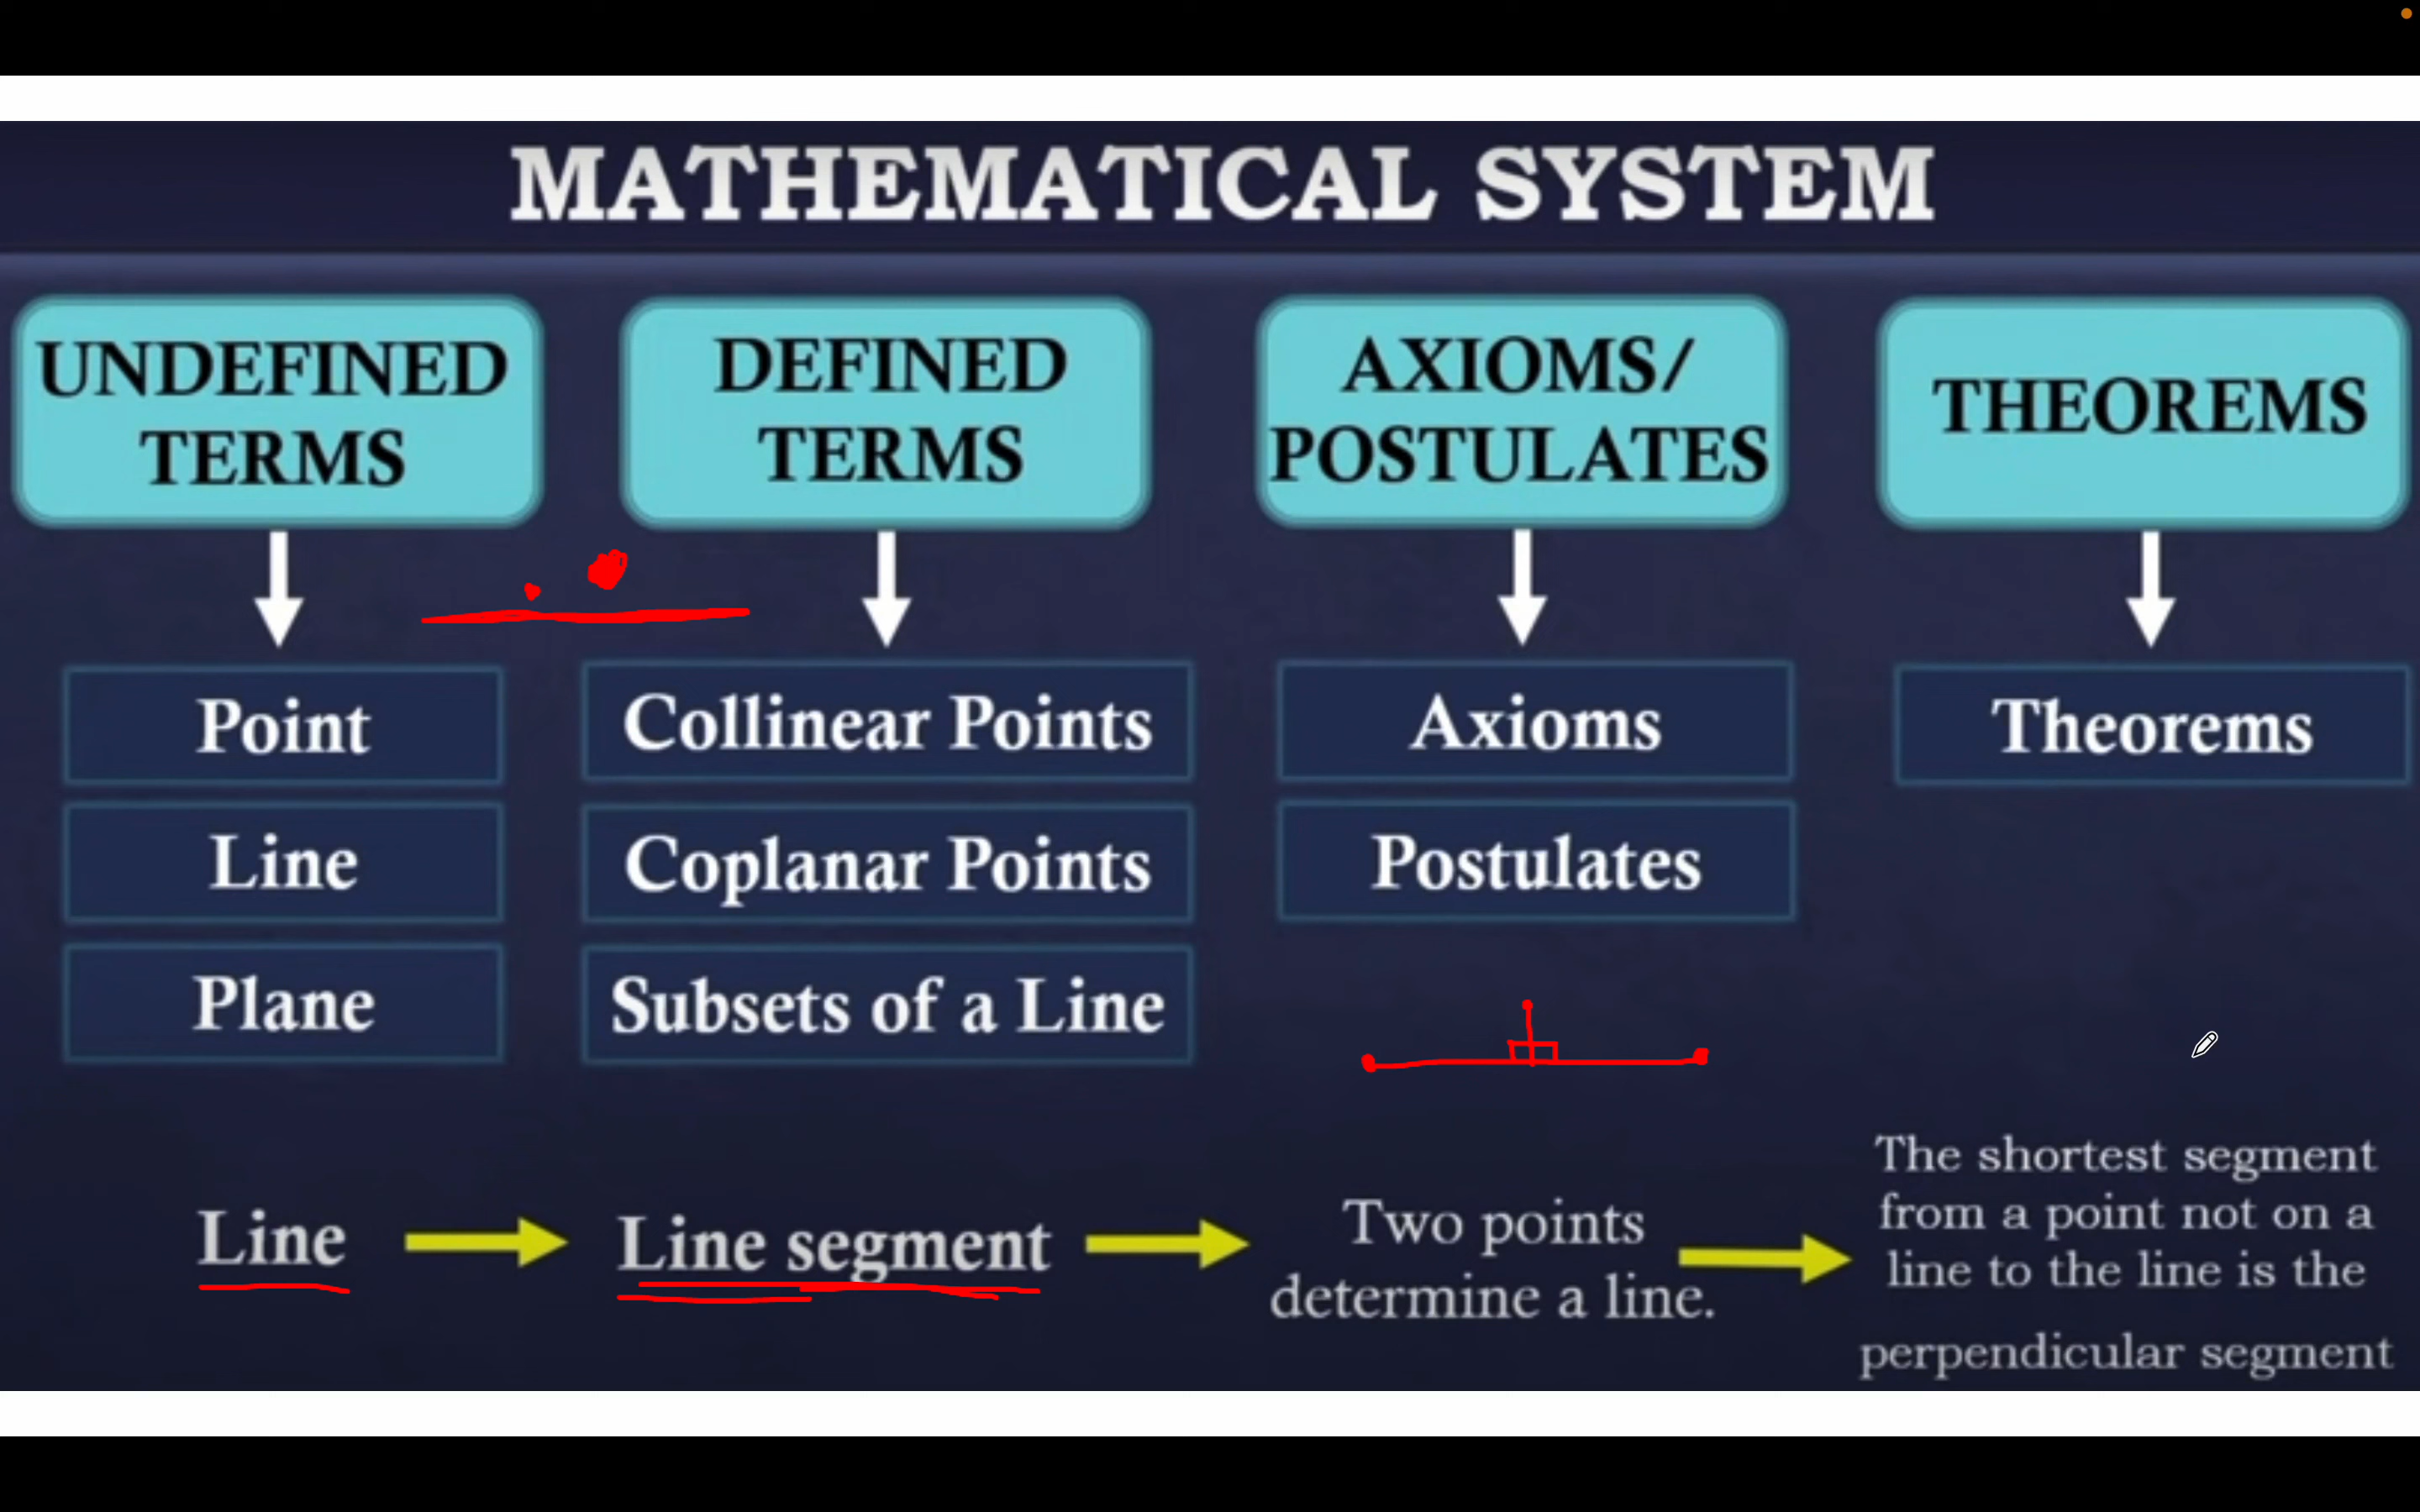 MATHEMATICAL SYSTEM
UNDEFINED
TERMS
DEFINED
TERMS
AXIOMS/
POSTULATES
THEOREMS
Point
Line
Plane
Collinear Points
Coplanar Points
Subsets of a Line
Axioms
Postulates
Theorems
Line
Line segment
Two points
determine a line.
The shortest segment
from a point not on a
line to the line is the
perpendicular segment